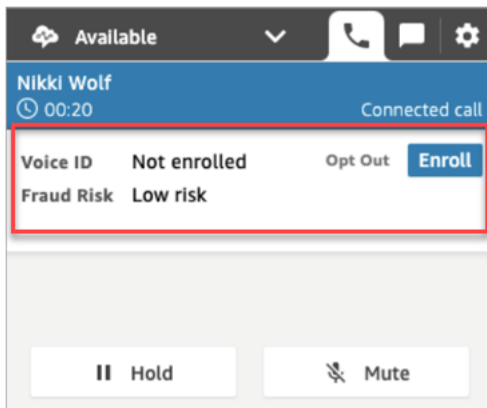 Available
Nikki Wolf
00:20 Connected call
Voice ID Not enrolled Opt Out Enroll
Fraud Risk Low risk
Hold Mute